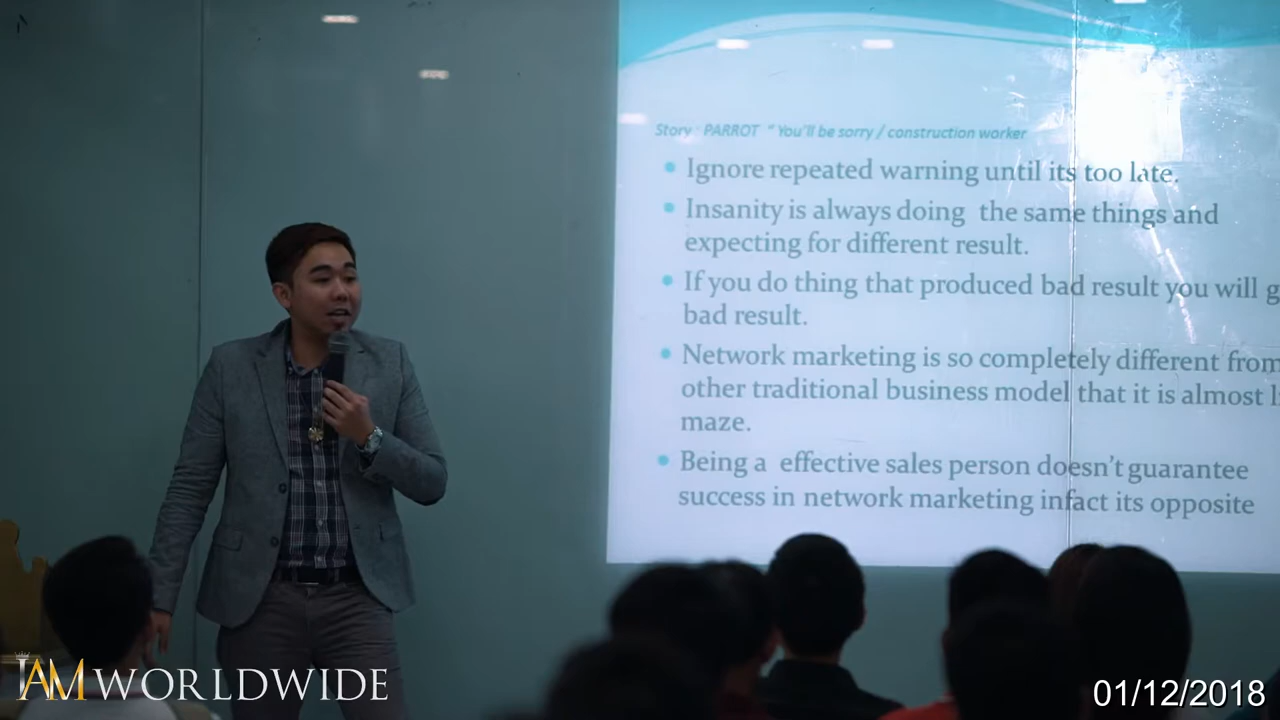 Story : PARROT “ You'll be sorry / construction worker
Ignore repeated warning until its too late.
Insanity is always doing the same things and
expecting for different result.
If you do thing that produced bad result you will
bad result.
Network marketing is so completely different from
other traditional business model that it is almost
maze.
Being a effective sales person doesn't guarantee
success in network marketing infact its opposite
IAM WORLDWIDE
01/12/2018